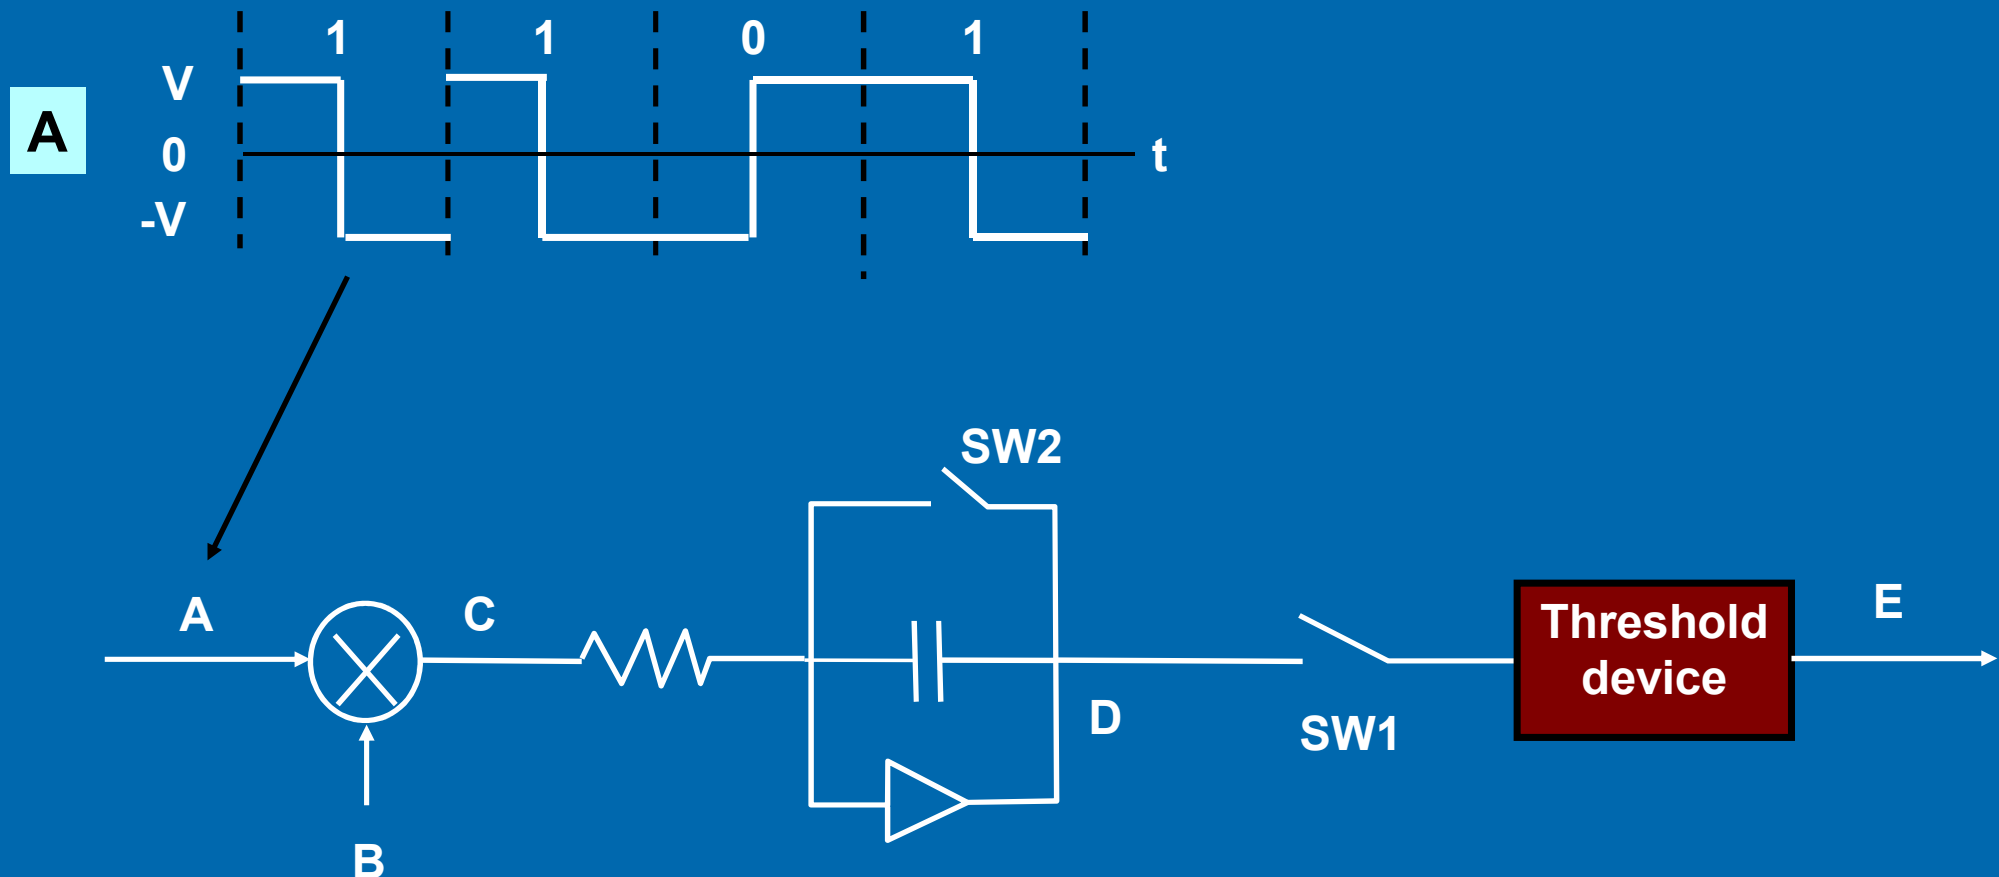 1 1 0 1
V
A
0 t
-V
SW2
A C Threshold E
device
D
SW1
B